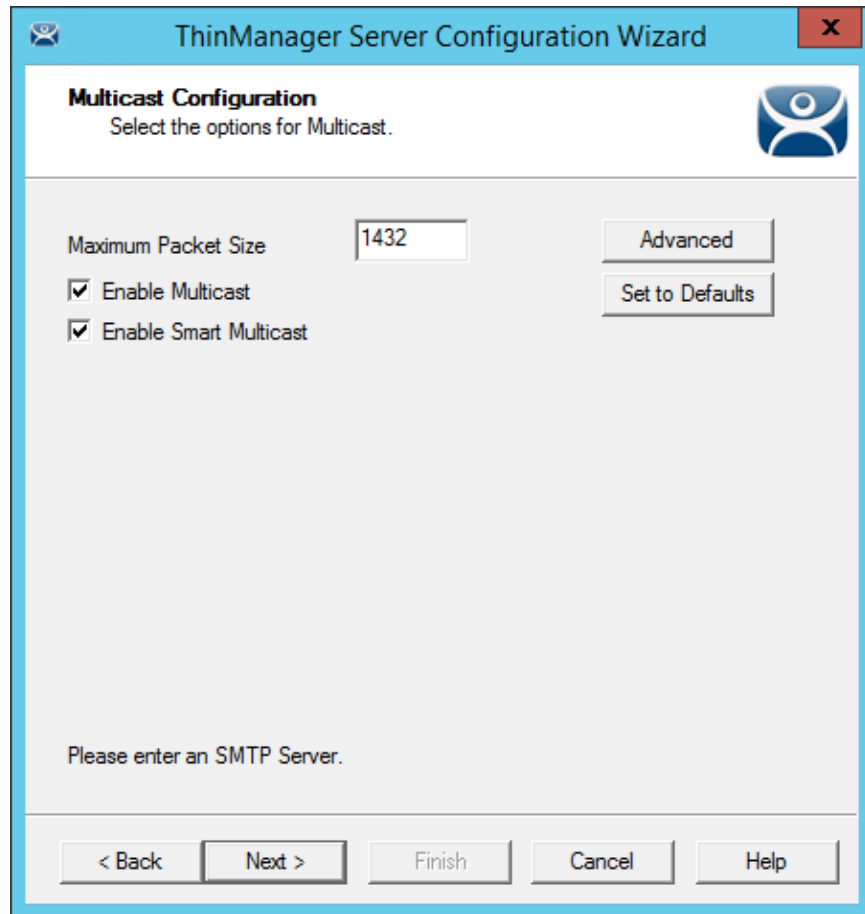 ThinManager Server Configuration Wizard
x
Multicast Configuration
Select the options for Multicast.
Maximum Packet Size 1432 Advanced
Enable Multicast Set to Defaults
Enable Smart Multicast
Please enter an SMTP Server.
< Back Next > Finish Cancel Help